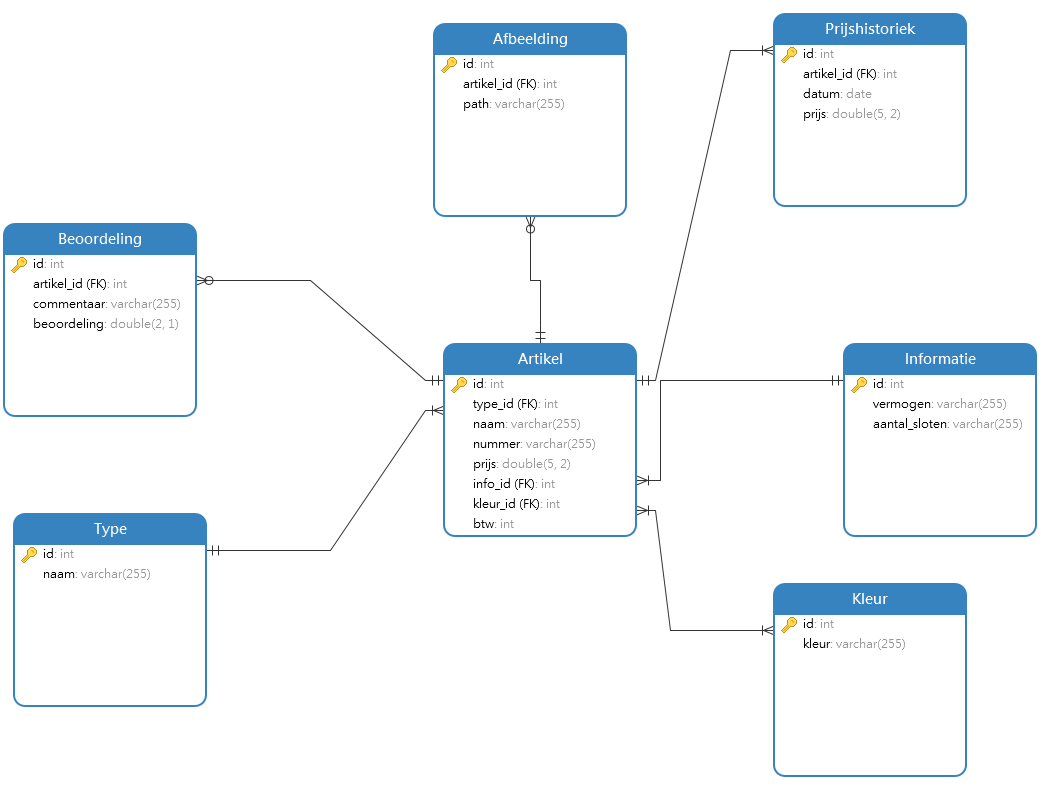 Afbeelding
id: int
artikel_id (FK): int
path: varchar(255)
Prijshistoriek
id: int
artikel_id (FK): int
datum: date
prijs: double(5, 2)
Beoordeling
id: int
artikel_id (FK): int
commentaar: varchar(255)
beoordeling: double(2, 1)
Artikel
id: int
type_id (FK): int
naam: varchar(255)
nummer: varchar(255)
prijs: double(5, 2)
info_id (FK): int
kleur_id (FK): int
btw: int
Informatie
id: int
vermogen: varchar(255)
aantal_sloten: varchar(255)
Type
id: int
naam: varchar(255)
Kleur
id: int
kleur: varchar(255)